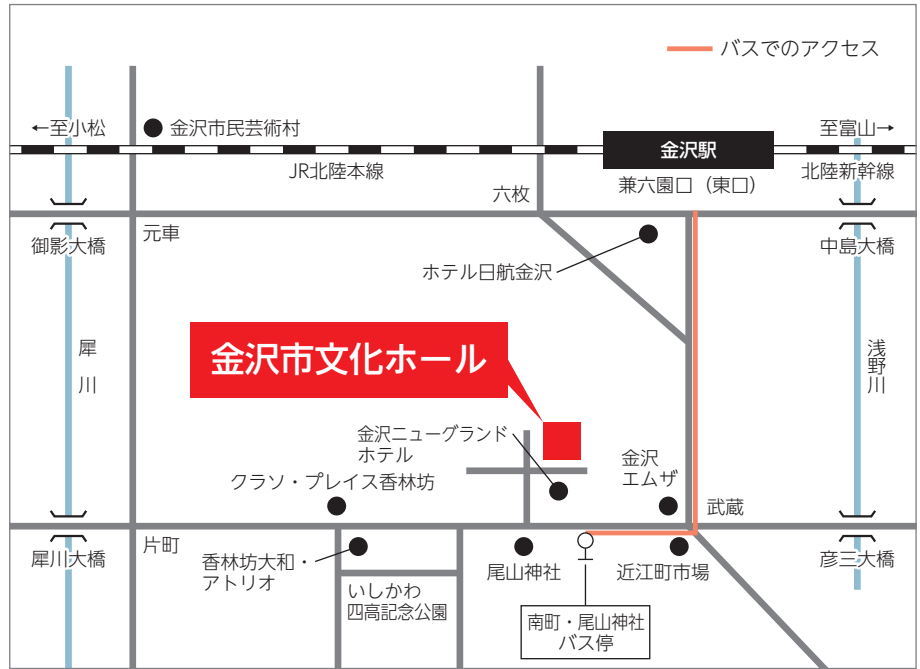 バスでのアクセス
←至小松
金沢市民芸術村
金沢駅
至富山→
JR北陸本線
兼六園口（東口）
北陸新幹線
六枚
御影大橋
元車
中島大橋
ホテル日航金沢
犀川
浅野川
金沢市文化ホール
金沢ニューグランド
ホテル
金沢
エムザ
クラソ・プレイス香林坊
武蔵
犀川大橋
片町
香林坊大和・
アトリオ
尾山神社
近江町市場
彦三大橋
いしかわ
四高記念公園
南町・尾山神社
バス停